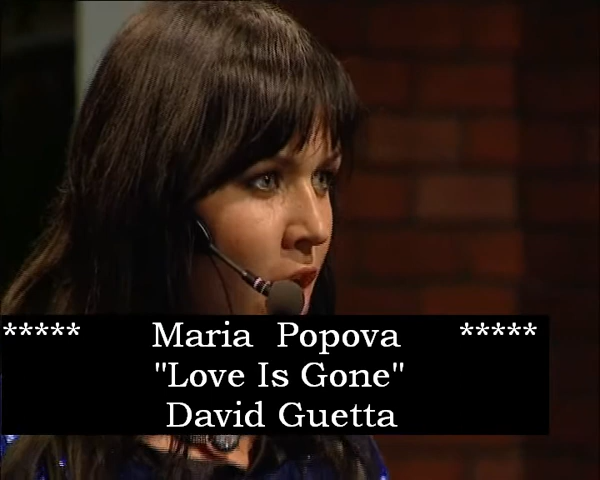 ***** Maria Popova *****
"Love Is Gone"
David Guetta